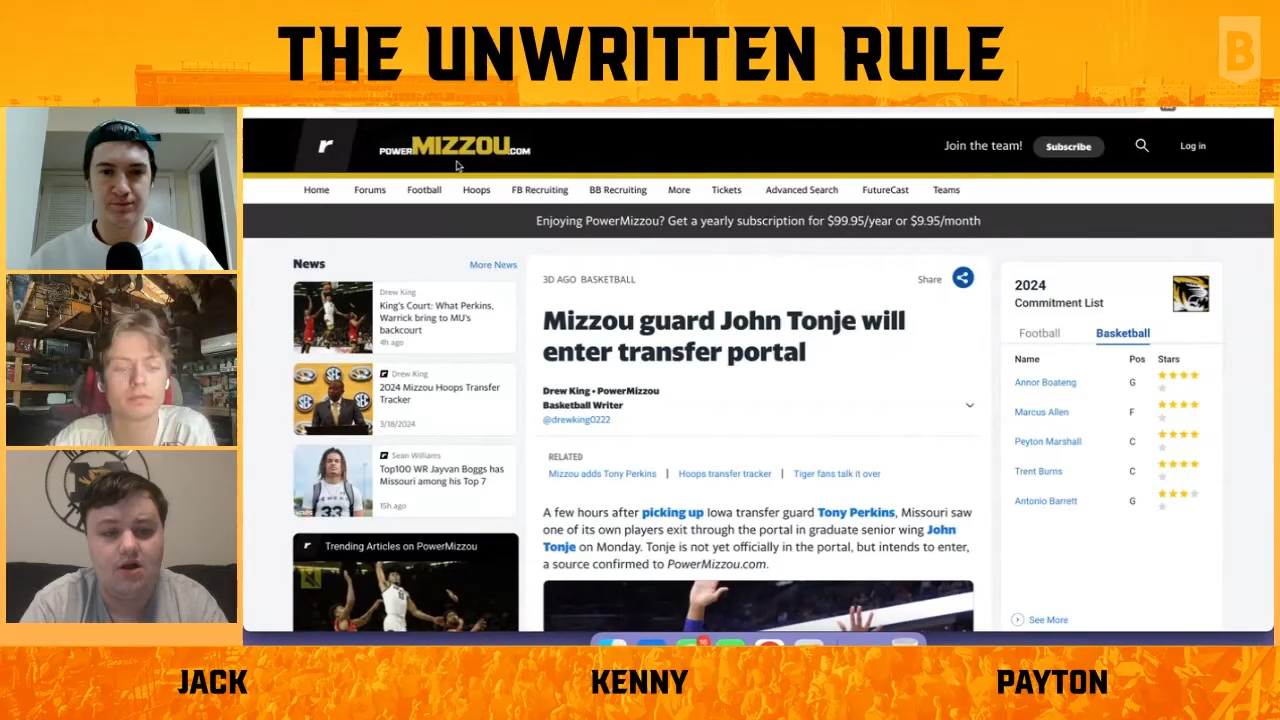 THE UNWRITTEN RULE
B
r
POWERMIZZOU.COM
Join the team!
Subscribe
Log in
Home
Forums
Football
Hoops
FB Recruiting
BB Recruiting
More
Tickets
Advanced Search
FutureCast
Teams
Enjoying PowerMizzou? Get a yearly subscription for $99.95/year or $9.95/month
News
More News
Drew King
King's Court: What Perkins,
Warrick bring to MU's
backcourt
4h ago
Drew King
2024 Mizzou Hoops Transfer
Tracker
3/18/2024
Sean Williams
Top100 WR Jayvan Boggs has
Missouri among his Top 7
15h ago
33
Trending Articles on PowerMizzou
3D AGO BASKETBALL
Share
Mizzou guard John Tonje will
enter transfer portal
Drew King • PowerMizzou
Basketball Writer
@drewking0222
RELATED
Mizzou adds Tony Perkins | Hoops transfer tracker | Tiger fans talk it over
A few hours after picking up Iowa transfer guard Tony Perkins, Missouri saw
one of its own players exit through the portal in graduate senior wing John
Tonje on Monday. Tonje is not yet officially in the portal, but intends to enter,
a source confirmed to PowerMizzou.com.
2024
Commitment List
Football
Basketball
Name Pos Stars
Annor Boateng G
Marcus Allen F
Peyton Marshall C
Trent Burns C
Antonio Barrett G
See More
16
JACK
KENNY
PAYTON